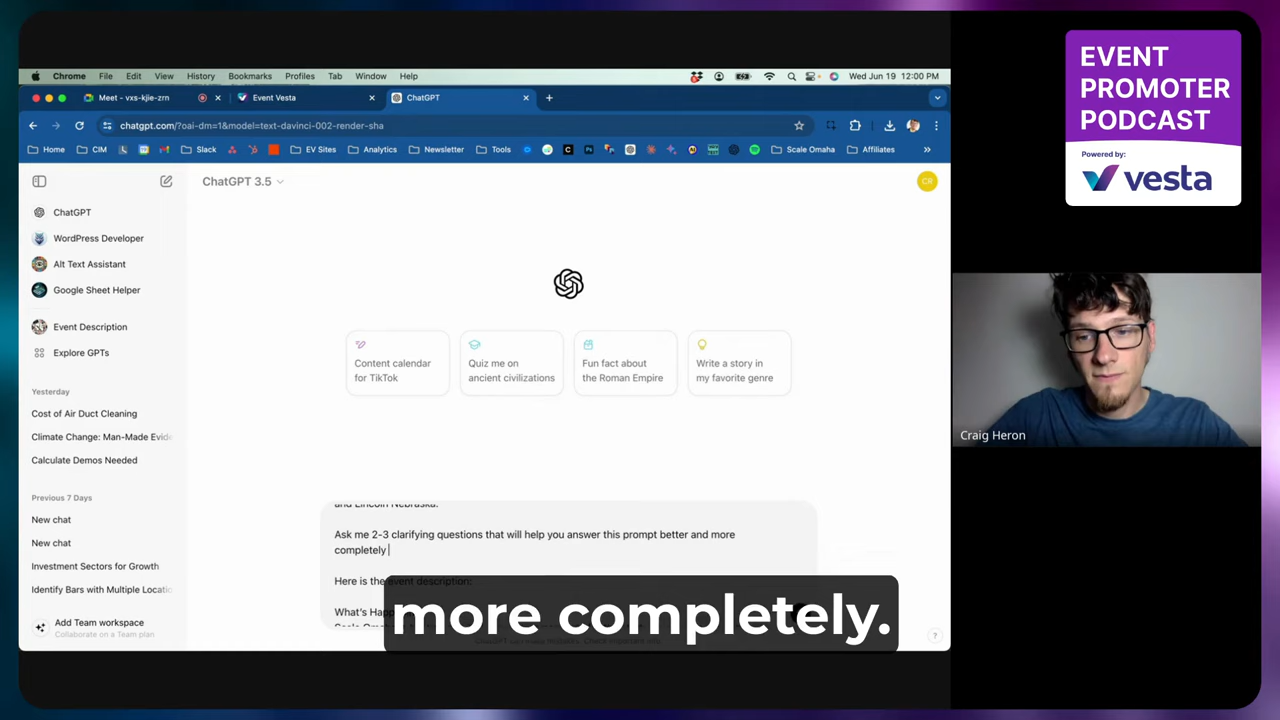 Chrome File Edit View History Bookmarks Profiles Tab Window Help Wed Jun 19 12:00 PM
Meet - vxs-kjie-zrn
Event Vesta
ChatGPT
chatgpt.com/?oai-dm=1&model=text-davinci-002-render-sha
Home CIM Slack EV Sites Analytics Newsletter Tools Scale Omaha Affiliates
ChatGPT 3.5
CR
ChatGPT
WordPress Developer
Alt Text Assistant
Google Sheet Helper
Event Description
Explore GPTs
Yesterday
Cost of Air Duct Cleaning
Climate Change: Man-Made Evide
Calculate Demos Needed
Previous 7 Days
New chat
New chat
Investment Sectors for Growth
Identify Bars with Multiple Locatio
Add Team workspace
Collaborate on a Team plan
Content calendar
for TikTok
Quiz me on
ancient civilizations
Fun fact about
the Roman Empire
Write a story in
my favorite genre
and Lincoln Nebraska.
Ask me 2-3 clarifying questions that will help you answer this prompt better and more
completely
Here is the event description:
What's
more completely.
?
EVENT
PROMOTER
PODCAST
Powered by:
vesta
Craig Heron